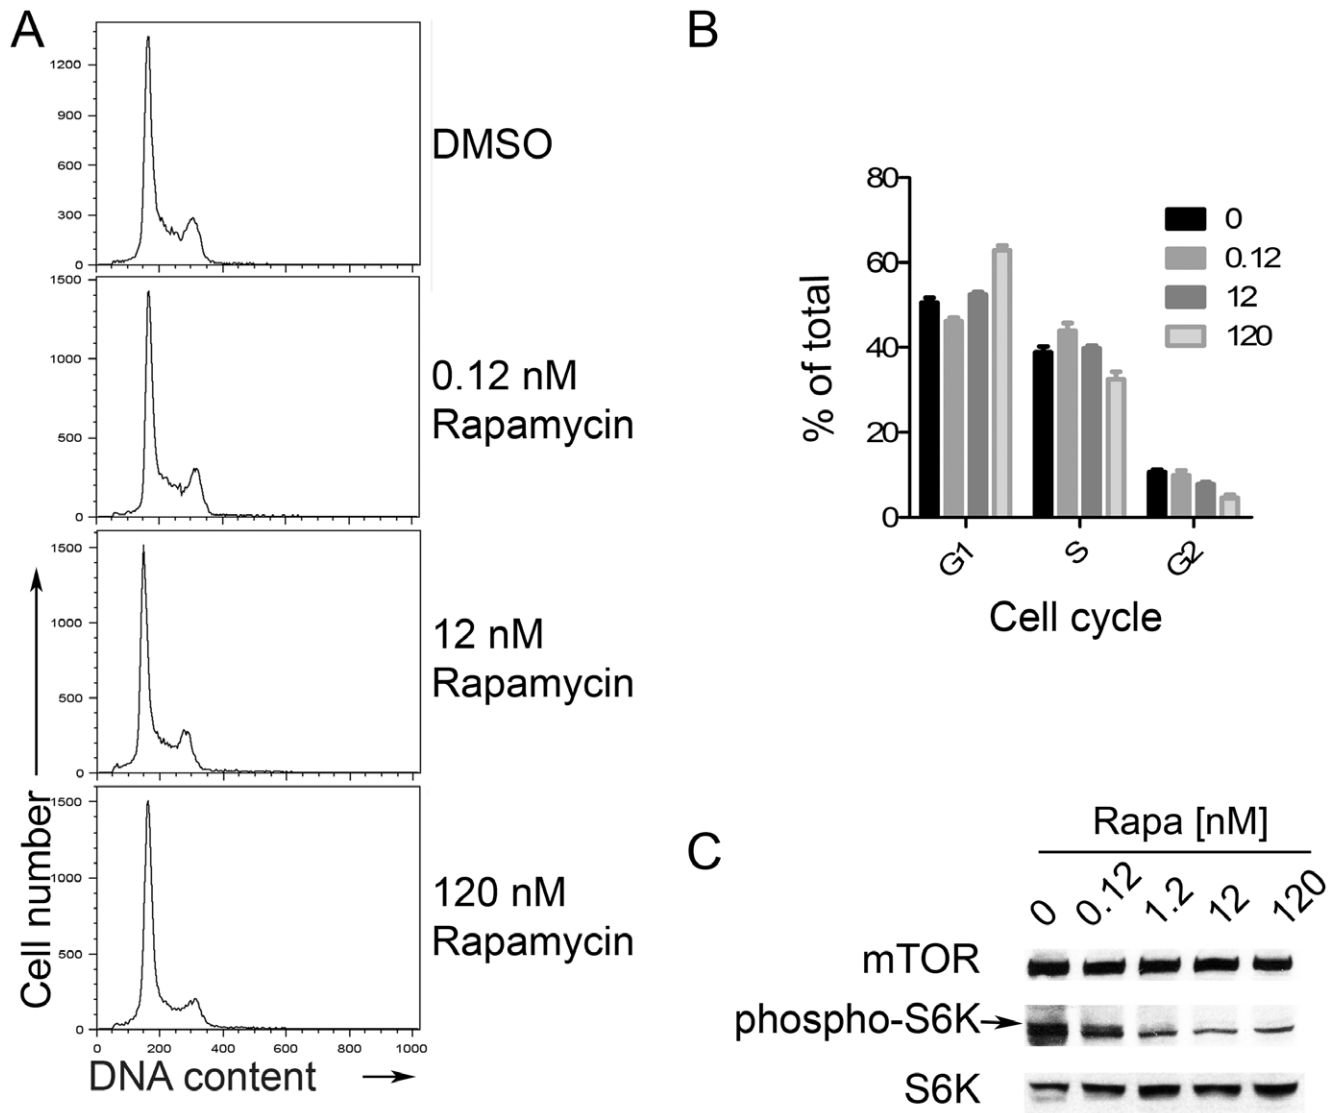 A
1200
900
600
300
0
DMSO
1500
1000
500
0
0.12 nM
Rapamycin
1500
1000
500
0
12 nM
Rapamycin
1500
1000
500
0
120 nM
Rapamycin
0 200 400 600 800 1000
Cell number
DNA content
B
80
60
40
20
0
% of total
0
0.12
12
120
G1 S G2
Cell cycle
C
Rapa [nM]
0 0.12 1.2 12 120
mTOR
phospho-S6K
S6K